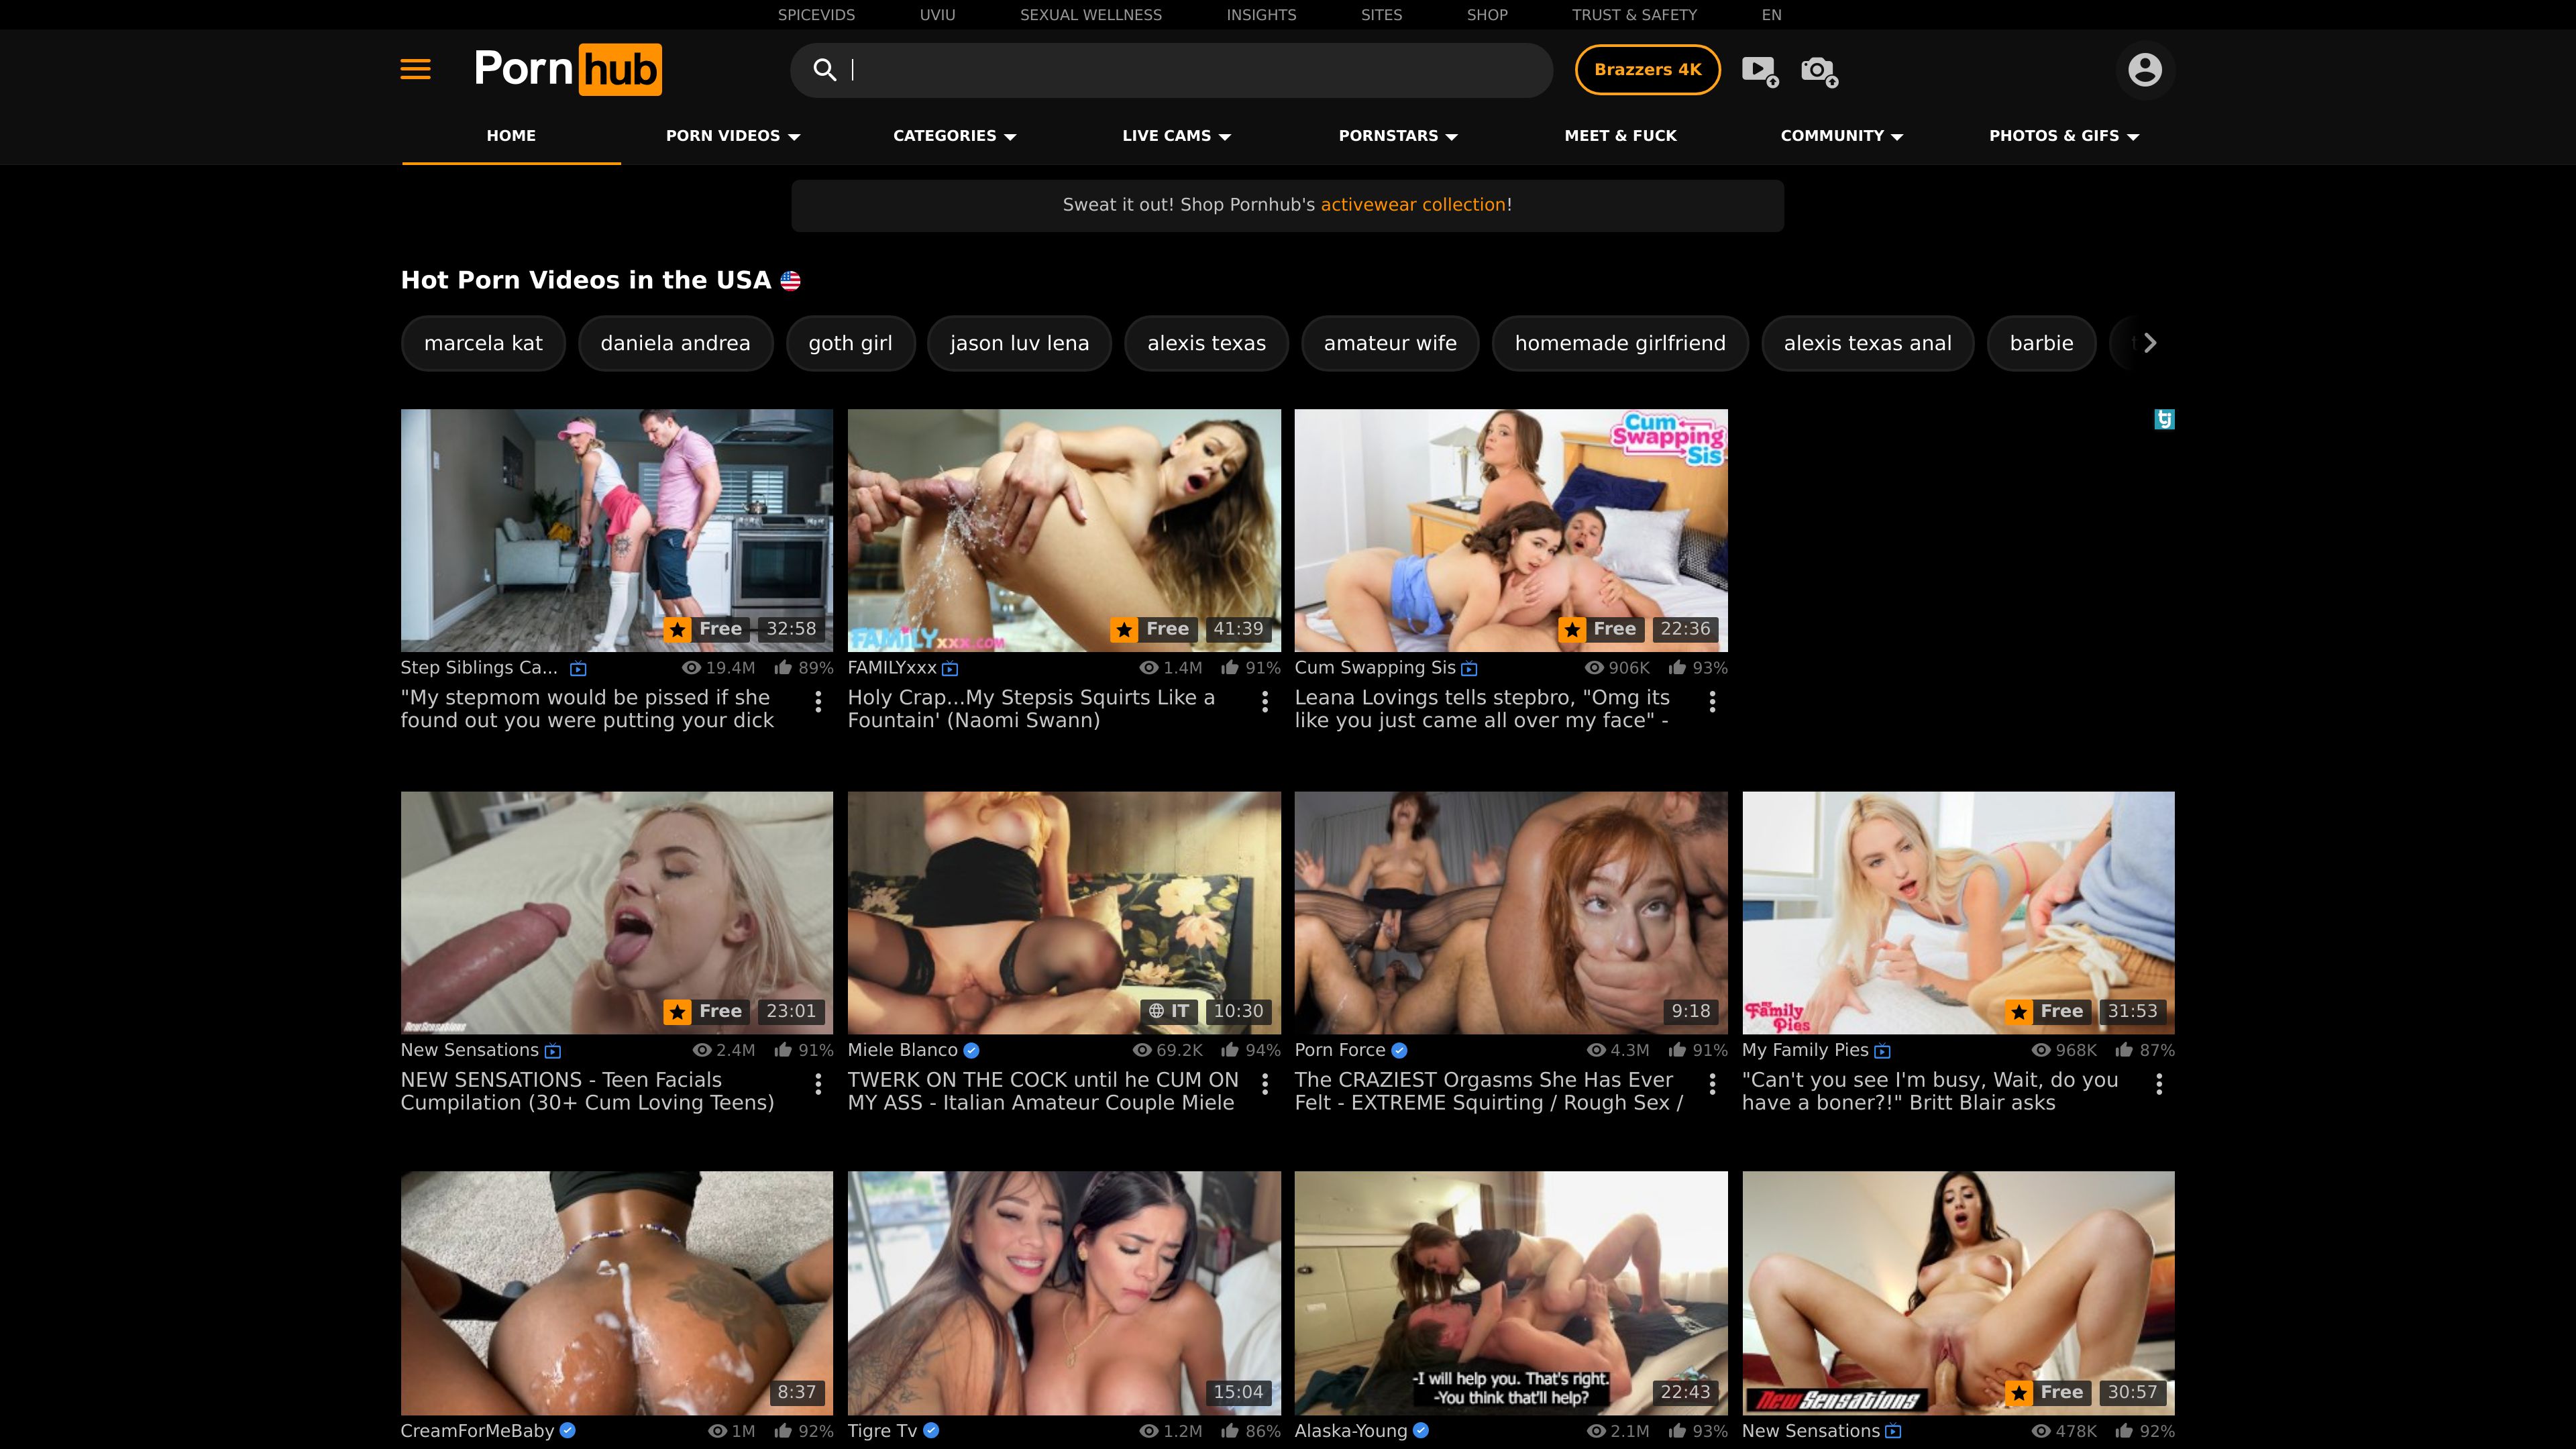 SPICEVIDS UVIU SEXUAL WELLNESS INSIGHTS SITES SHOP TRUST & SAFETY EN
Porn hub
Brazzers 4K
HOME PORN VIDEOS CATEGORIES LIVE CAMS PORNSTARS MEET & FUCK COMMUNITY PHOTOS & GIFS
Sweat it out! Shop Pornhub's activewear collection!
Hot Porn Videos in the USA
marcela kat daniela andrea goth girl jason luv lena alexis texas amateur wife homemade girlfriend alexis texas anal barbie
tj
Cum
Swapping
Sis
FAMILYxxx.COM
Free 32:58 Free 41:39 Free 22:36
Step Siblings Ca... 19.4M 89% FAMILYxxx 1.4M 91% Cum Swapping Sis 906K 93%
"My stepmom would be pissed if she Holy Crap...My Stepsis Squirts Like a Leana Lovings tells stepbro, "Omg its
found out you were putting your dick Fountain' (Naomi Swann) like you just came all over my face" -
my
Family
Pies
NewSensations Free 23:01 IT 10:30 9:18 Free 31:53
New Sensations 2.4M 91% Miele Blanco 69.2K 94% Porn Force 4.3M 91% My Family Pies 968K 87%
NEW SENSATIONS - Teen Facials TWERK ON THE COCK until he CUM ON The CRAZIEST Orgasms She Has Ever "Can't you see I'm busy, Wait, do you
Cumpilation (30+ Cum Loving Teens) MY ASS - Italian Amateur Couple Miele Felt - EXTREME Squirting / Rough Sex / have a boner?!" Britt Blair asks
-I will help you. That's right.
-You think that'll help?
8:37 15:04 22:43 NewSensations Free 30:57
CreamForMeBaby 1M 92% Tigre Tv 1.2M 86% Alaska-Young 2.1M 93% New Sensations 478K 92%